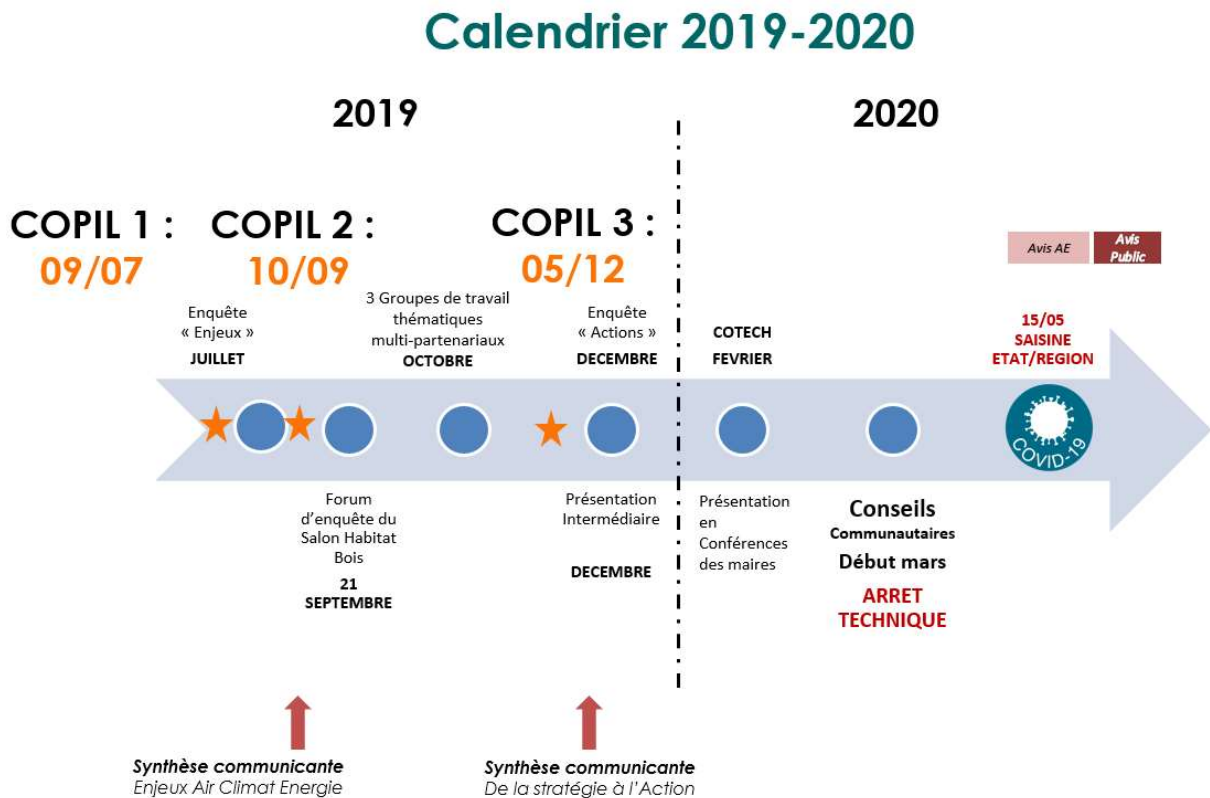 Calendrier 2019-2020
2019
2020
COPIL 1 :
09/07
COPIL 2 :
10/09
COPIL 3 :
05/12
Avis AE
Avis
Public
Enquête
« Enjeux »
JUILLET
3 Groupes de travail
thématiques
multi-partenariaux
OCTOBRE
Enquête
« Actions »
DECEMBRE
COTECH
FEVRIER
15/05
SAISINE
ETAT/REGION
COVID-19
Forum
d'enquête du
Salon Habitat
Bois
21
SEPTEMBRE
Présentation
Intermédiaire
DECEMBRE
Présentation
en
Conférences
des maires
Conseils
Communautaires
Début mars
ARRET
TECHNIQUE
Synthèse communicante
Enjeux Air Climat Energie
Synthèse communicante
De la stratégie à l'Action